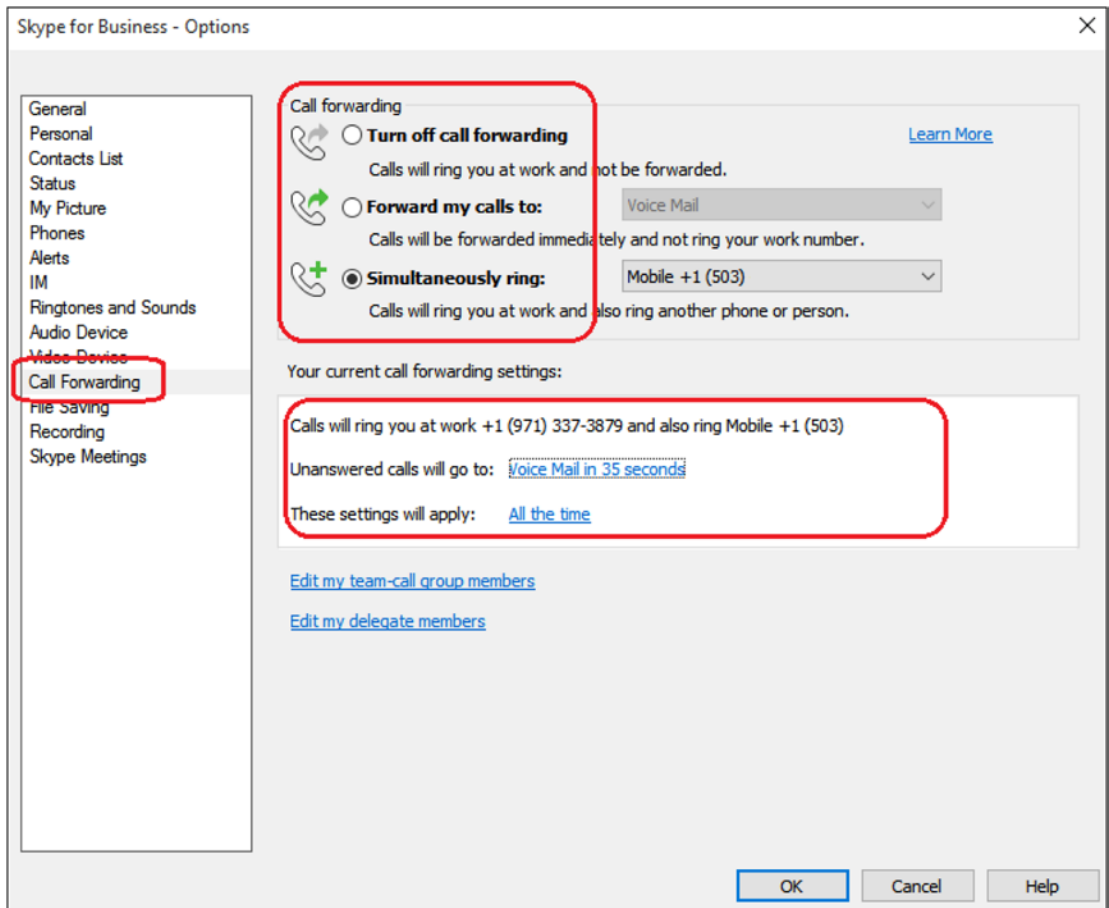 Skype for Business - Options
General
Personal
Contacts List
Status
My Picture
Phones
Alerts
IM
Ringtones and Sounds
Audio Device
Video Device
Call Forwarding
File Saving
Recording
Skype Meetings
Call forwarding
Turn off call forwarding
Learn More
Calls will ring you at work and not be forwarded.
Forward my calls to:
Voice Mail
Calls will be forwarded immediately and not ring your work number.
Simultaneously ring:
Mobile +1 (503)
Calls will ring you at work and also ring another phone or person.
Your current call forwarding settings:
Calls will ring you at work +1 (971) 337-3879 and also ring Mobile +1 (503)
Unanswered calls will go to: Voice Mail in 35 seconds
These settings will apply: All the time
Edit my team-call group members
Edit my delegate members
OK
Cancel
Help